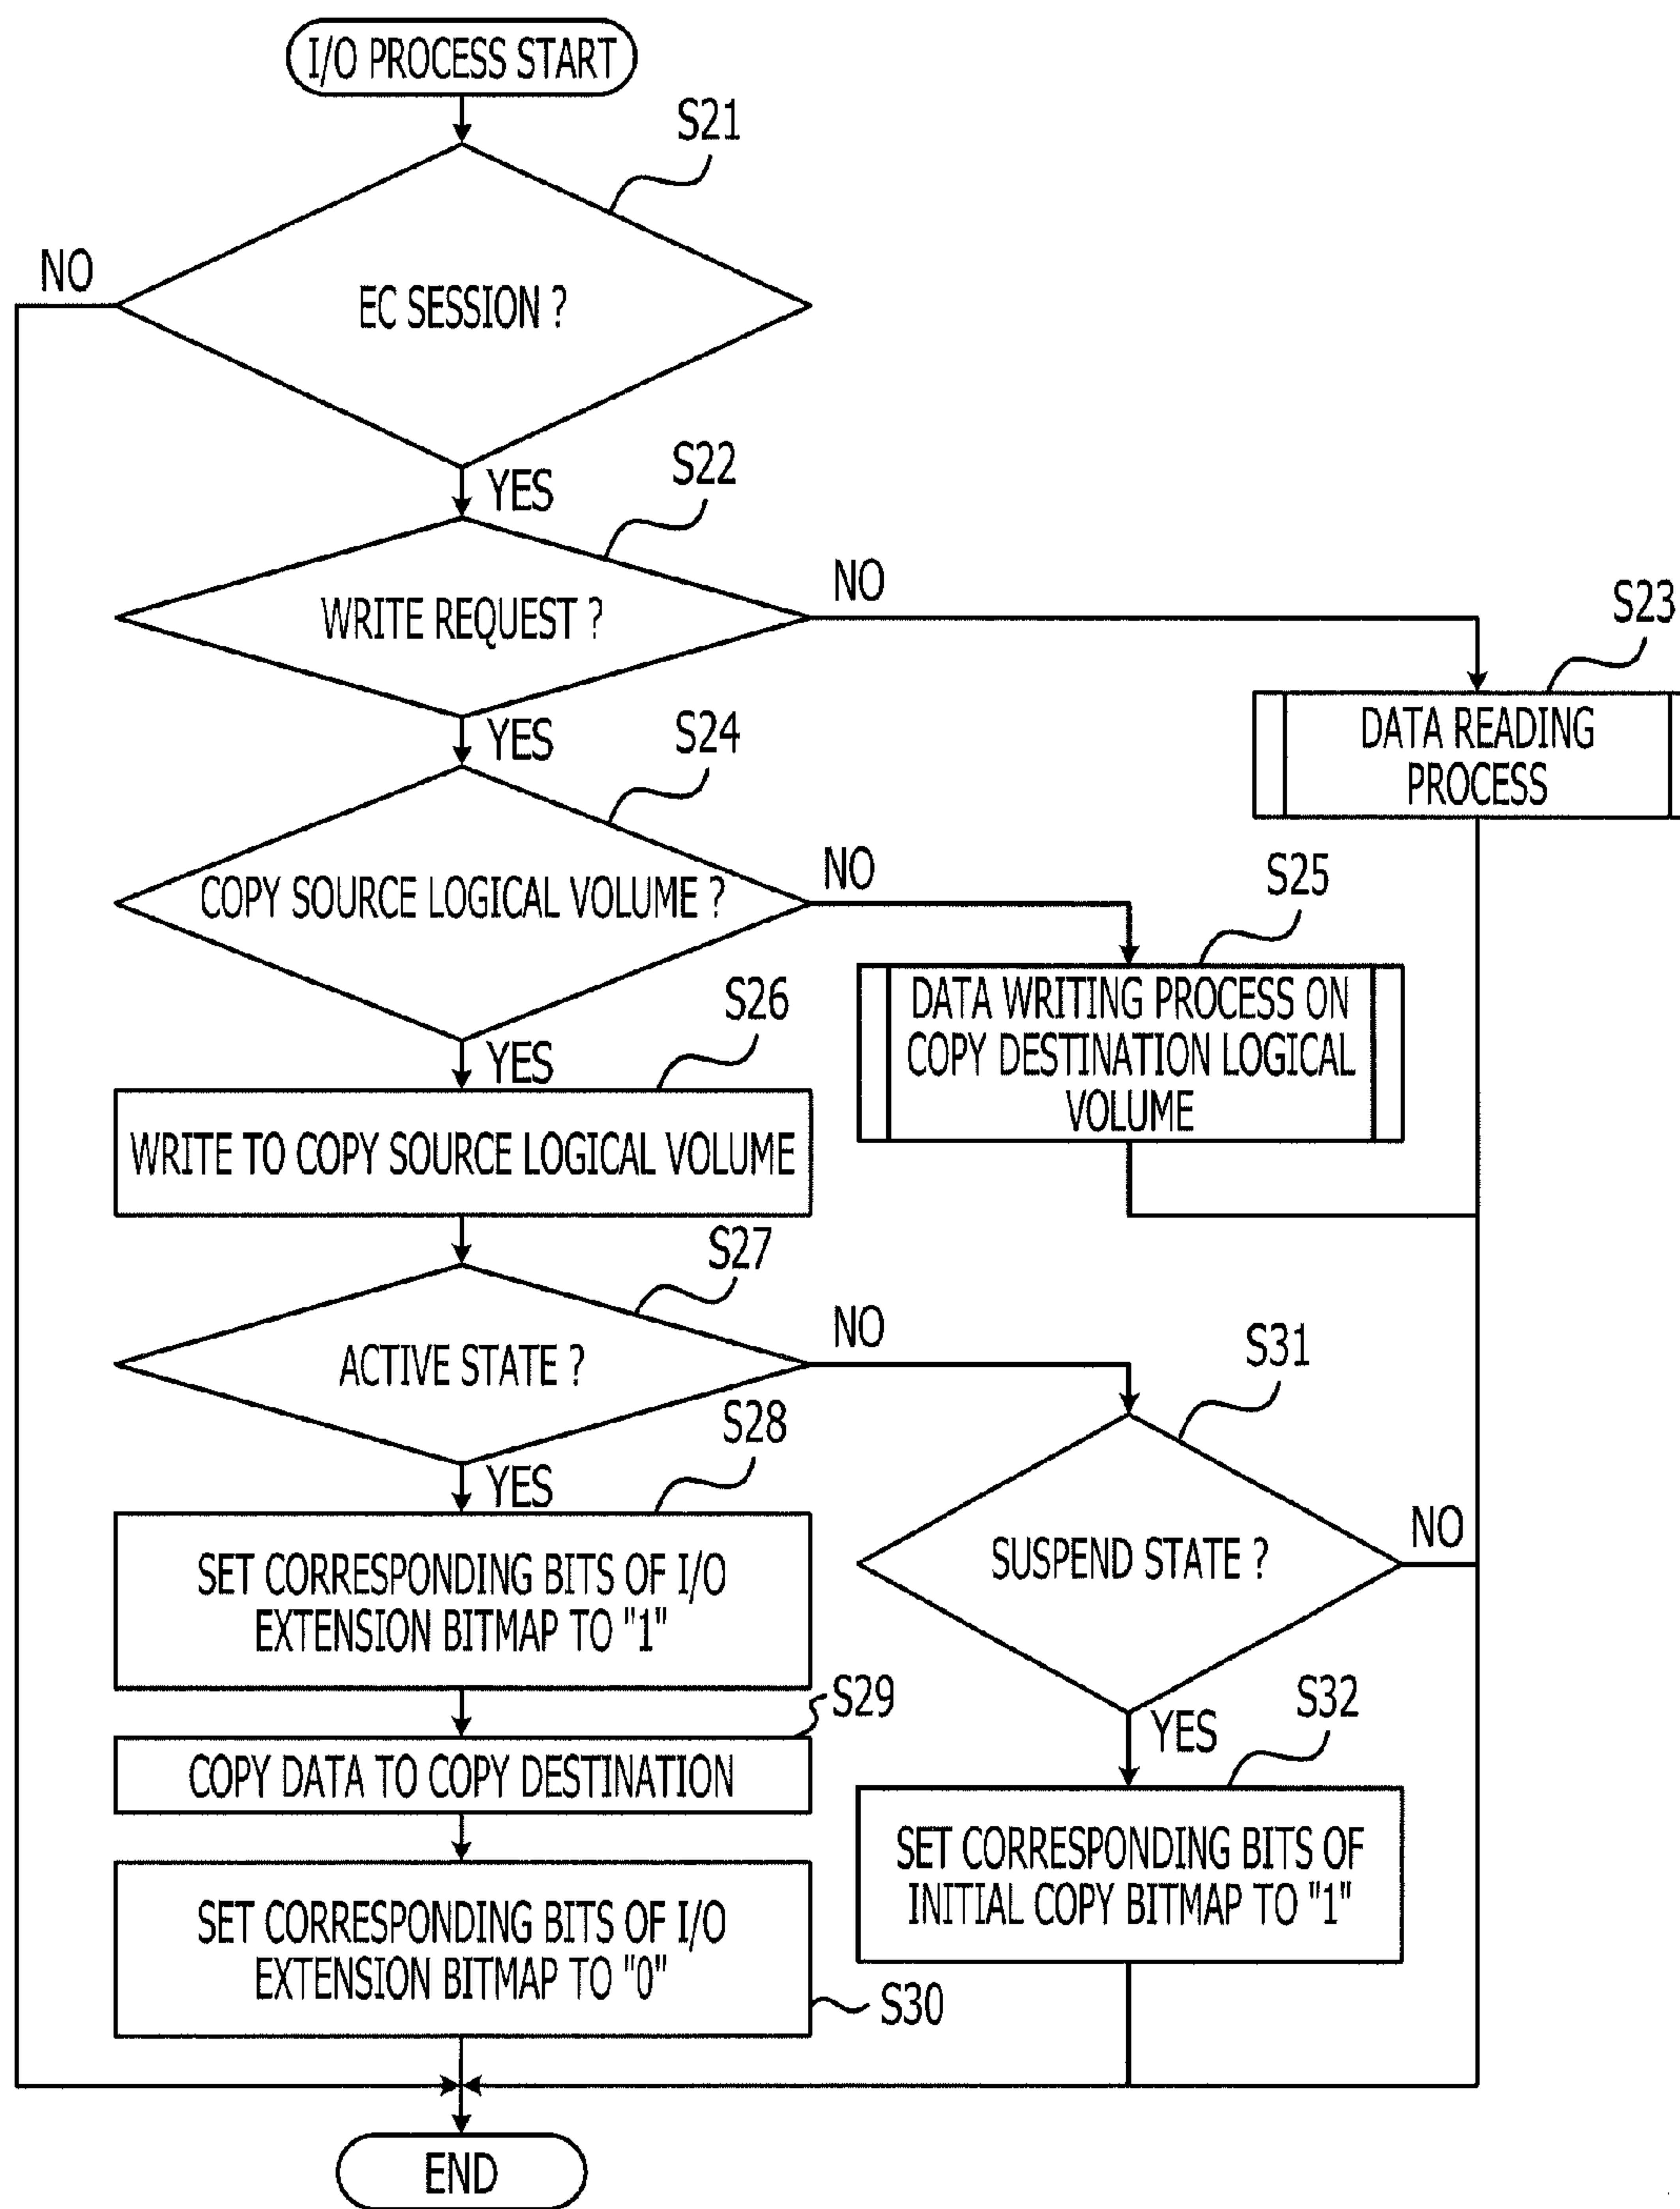 I/O PROCESS START
S21
NO
EC SESSION ?
YES
S22
NO
WRITE REQUEST ?
S23
DATA READING
PROCESS
YES
S24
NO
COPY SOURCE LOGICAL VOLUME ?
S25
DATA WRITING PROCESS ON
COPY DESTINATION LOGICAL
VOLUME
YES
S26
WRITE TO COPY SOURCE LOGICAL VOLUME
S27
NO
ACTIVE STATE ?
S31
YES
S28
SUSPEND STATE ?
NO
SET CORRESPONDING BITS OF I/O
EXTENSION BITMAP TO "1"
S29
COPY DATA TO COPY DESTINATION
YES
S32
SET CORRESPONDING BITS OF
INITIAL COPY BITMAP TO "1"
SET CORRESPONDING BITS OF I/O
EXTENSION BITMAP TO "0"
S30
END